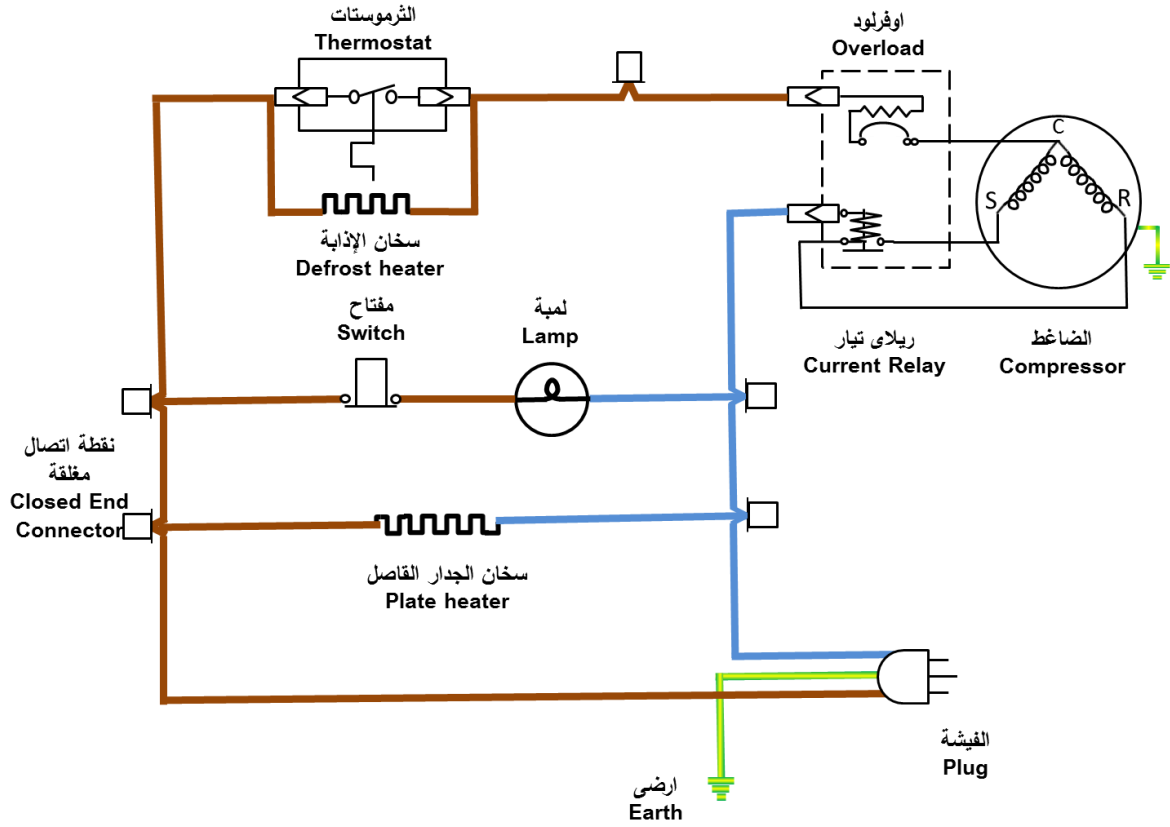 الثرموستات
Thermostat
اوفرلود
Overload
C
S
R
سخان الإذابة
Defrost heater
مفتاح
Switch
لمبة
Lamp
ريلاى تيار
Current Relay
الضاغط
Compressor
نقطة اتصال
مغلقة
Closed End
Connector
سخان الجدار القاصل
Plate heater
الفيشة
Plug
ارضى
Earth